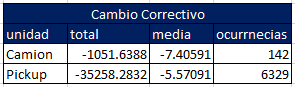 Cambio Correctivo
unidad total media ocurrnecias
Camion -1051.6388 -7.40591 142
Pickup -35258.2832 -5.57091 6329